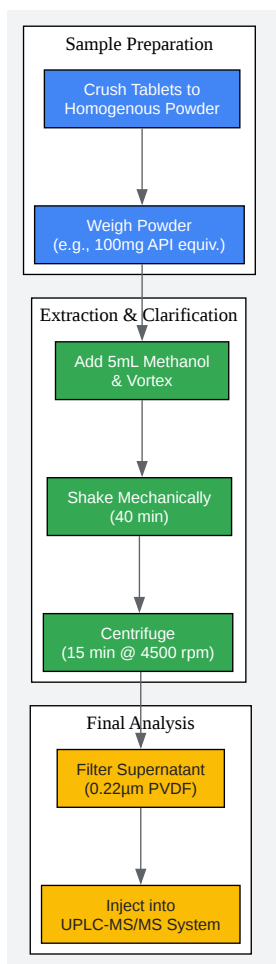 Sample Preparation
Crush Tablets to
Homogenous Powder
Weigh Powder
(e.g., 100mg API equiv.)
Extraction & Clarification
Add 5mL Methanol
& Vortex
Shake Mechanically
(40 min)
Centrifuge
(15 min @ 4500 rpm)
Final Analysis
Filter Supernatant
(0.22µm PVDF)
Inject into
UPLC-MS/MS System